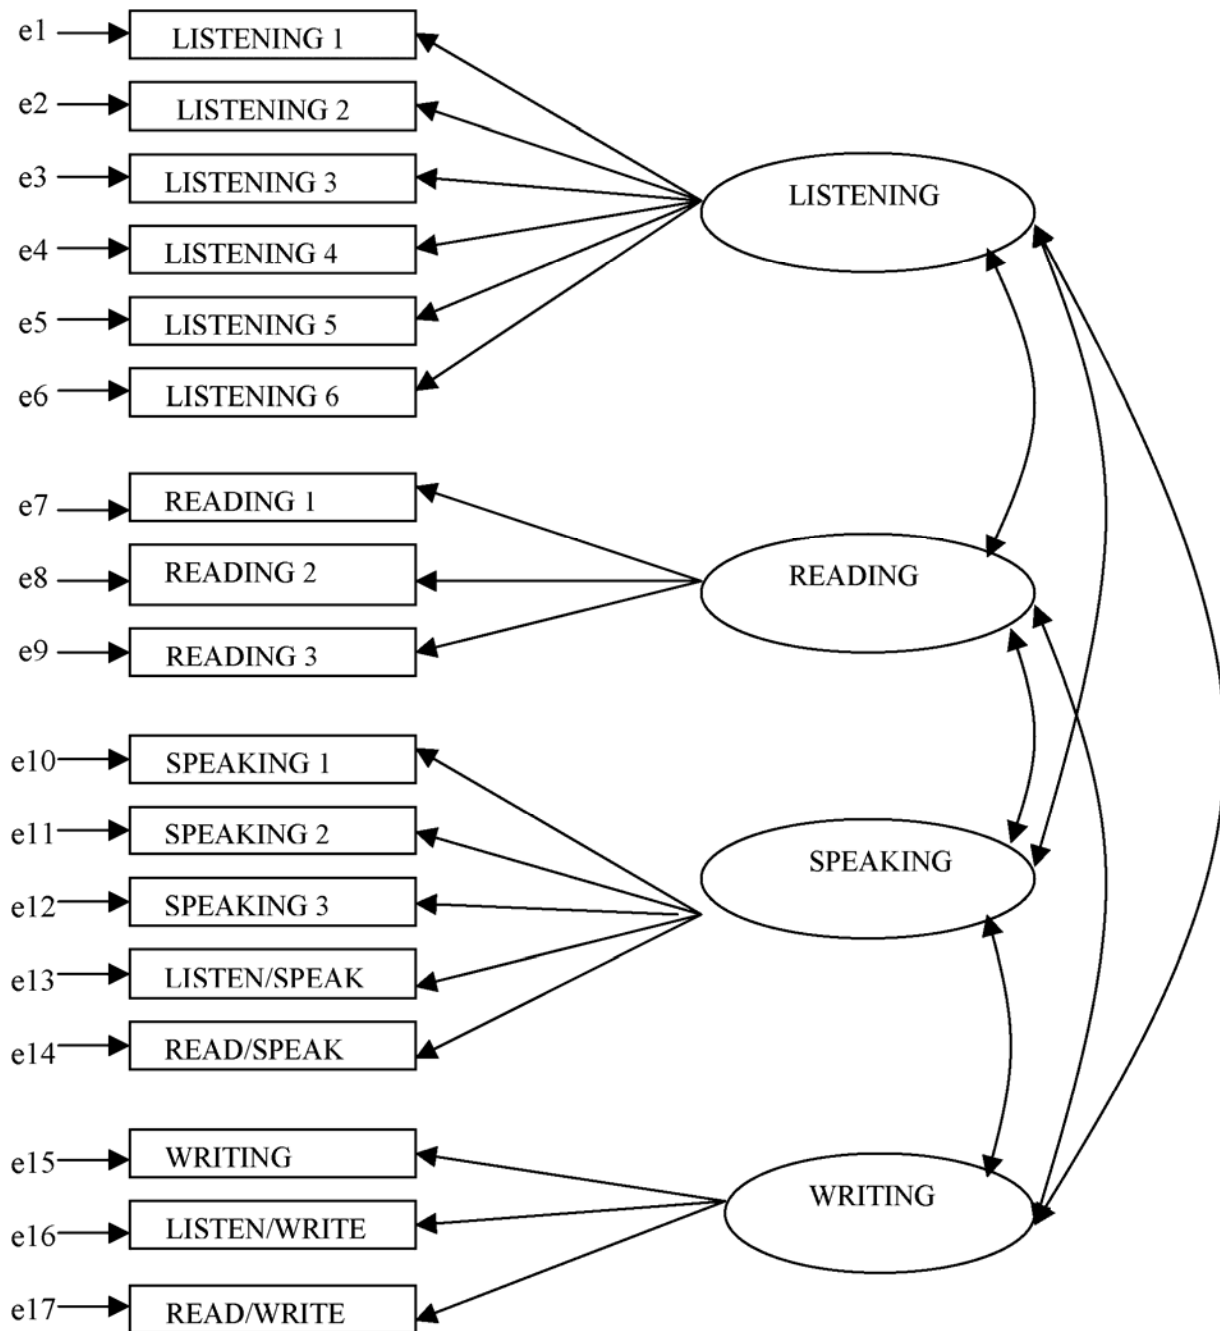 e1 LISTENING 1
e2 LISTENING 2
e3 LISTENING 3
LISTENING
e4 LISTENING 4
e5 LISTENING 5
e6 LISTENING 6
e7 READING 1
e8 READING 2
READING
e9 READING 3
e10 SPEAKING 1
e11 SPEAKING 2
SPEAKING
e12 SPEAKING 3
e13 LISTEN/SPEAK
e14 READ/SPEAK
e15 WRITING
WRITING
e16 LISTEN/WRITE
e17 READ/WRITE